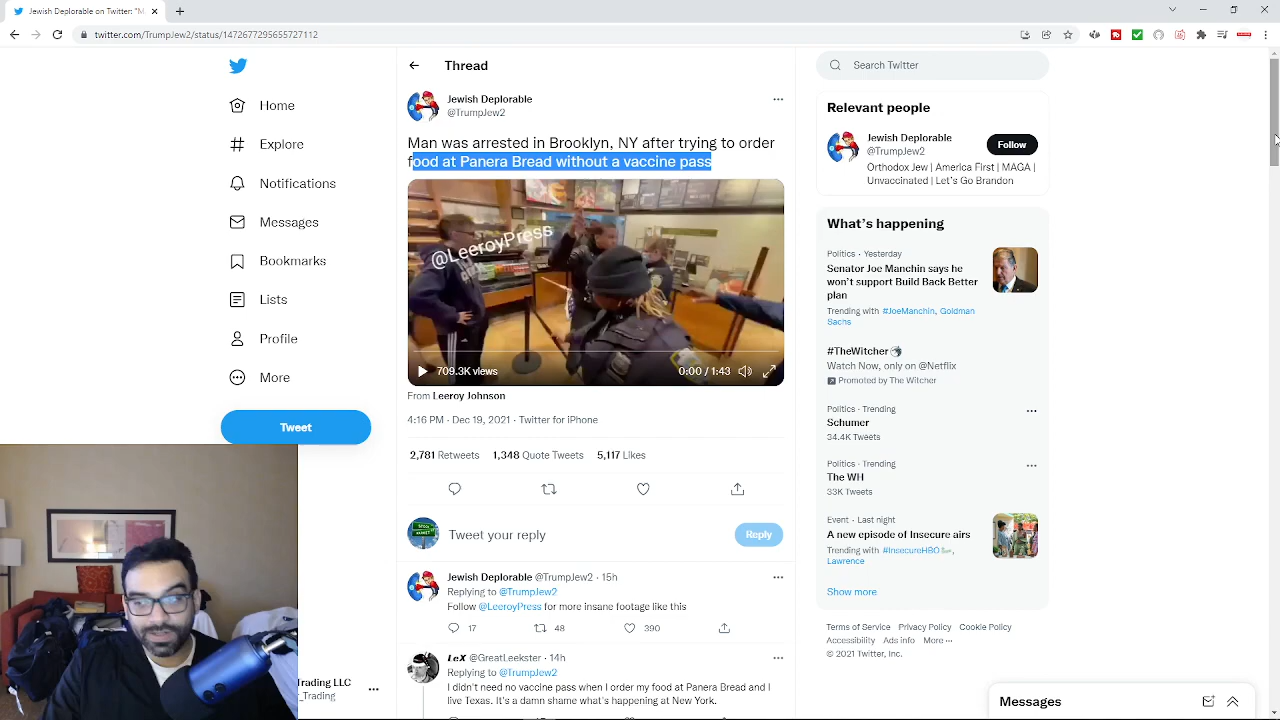 Jewish Deplorable on Twitter: "M
twitter.com/TrumpJew2/status/1472677295655727112
Home
Explore
Notifications
Messages
Bookmarks
Lists
Profile
More
Tweet
Trading LLC
_Trading
Thread
Jewish Deplorable
@TrumpJew2
Man was arrested in Brooklyn, NY after trying to order
food at Panera Bread without a vaccine pass
@LeeroyPress
709.3K views
0:00 / 1:43
From Leeroy Johnson
4:16 PM · Dec 19, 2021 · Twitter for iPhone
2,781 Retweets 1,348 Quote Tweets 5,117 Likes
Tweet your reply
Reply
Jewish Deplorable @TrumpJew2 · 15h
Replying to @TrumpJew2
Follow @LeeroyPress for more insane footage like this
17 48 390
LeX @GreatLeekster · 14h
Replying to @TrumpJew2
I didn't need no vaccine pass when I order my food at Panera Bread and I
live Texas. It's a damn shame what's happening at New York.
Search Twitter
Relevant people
Jewish Deplorable
@TrumpJew2
Follow
Orthodox Jew | America First | MAGA |
Unvaccinated | Let's Go Brandon
What's happening
Politics · Yesterday
Senator Joe Manchin says he
won't support Build Back Better
plan
Trending with #JoeManchin, Goldman
Sachs
#TheWitcher
Watch Now, only on @Netflix
Promoted by The Witcher
Politics · Trending
Schumer
34.4K Tweets
Politics · Trending
The WH
33K Tweets
Event · Last night
A new episode of Insecure airs
Trending with #InsecureHBO,
Lawrence
Show more
Terms of Service Privacy Policy Cookie Policy
Accessibility Ads info More
© 2021 Twitter, Inc.
Messages